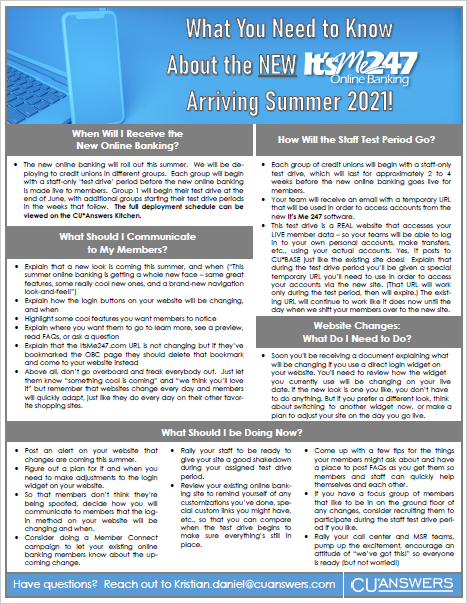 What You Need to Know
About the NEW It'sMe247
Online Banking
Arriving Summer 2021!
When Will I Receive the
New Online Banking?
• The new online banking will roll out this summer. We will be de-
ploying to credit unions in different groups. Each group will begin
with a staff-only 'test drive' period before the new online banking
is made live to members. Group 1 will begin their test drive at the
end of June, with additional groups starting their test drive periods
in the weeks that follow. The full deployment schedule can be
viewed on the CU*Answers Kitchen.
What Should I Communicate
to My Members?
• Explain that a new look is coming this summer, and when ("This
summer online banking is getting a whole new face – same great
features, some really cool new ones, and a brand-new navigation
look-and-feel!")
• Explain how the login buttons on your website will be changing,
and when
• Highlight some cool features you want members to notice
• Explain where you want them to go to learn more, see a preview,
read FAQs, or ask a question
• Explain that the ItsMe247.com URL is not changing but if they've
bookmarked the OBC page they should delete that bookmark
and come to your website instead
• Above all, don't go overboard and freak everybody out. Just let
them know "something cool is coming" and "we think you'll love
it" but remember that websites change every day and members
will quickly adapt, just like they do every day on their other favor-
ite shopping sites.
How Will the Staff Test Period Go?
• Each group of credit unions will begin with a staff-only test
drive, which will last for approximately 2 to 4
weeks before the new online banking goes live for
members.
• Your team will receive an email with a temporary URL
that will be used in order to access accounts from the
new It's Me 247 software.
• This test drive is a REAL website that accesses your
LIVE member data – so your teams will be able to log
in to your own personal accounts, make transfers,
etc., using your actual accounts. Yes, it posts to
CU*BASE just like the existing site does! Explain that
during the test drive period you'll be given a special
temporary URL you'll need to use in order to access
your accounts via the new site. (That URL will work
only during the test period, then will expire.) The exist-
ing URL will continue to work like it does now until the
day when we shift your members over to the new site.
Website Changes:
What Do I Need to Do?
• Soon you'll be receiving a document explaining what
will be changing if you use a direct login widget on
your website. You'll need to review how the widget
you currently use will be changing on your live
date. If the new look is one you like, you don't have
to do anything. But if you prefer a different look, think
about switching to another widget now, or make a
plan to adjust your site on the day you go live.
What Should I be Doing Now?
• Post an alert on your website that
changes are coming this summer.
• Figure out a plan for if and when you
need to make adjustments to the login
widget on your website.
• So that members don't think they're
being spoofed, decide how you will
communicate to members that the log-
in method on your website will be
changing and when.
• Consider doing a Member Connect
campaign to let your existing online
banking members know about the up-
coming change.
• Rally your staff to be ready to
give your site a good shakedown
during your assigned test drive
period.
• Review your existing online bank-
ing site to remind yourself of any
customizations you've done, spe-
cial custom links you might have,
etc., so that you can compare
when the test drive begins to
make sure everything's still in
place.
• Come up with a few tips for the things
your members might ask about and have
a place to post FAQs as you get them so
members and staff can quickly help
themselves and each other.
• If you have a focus group of members
that like to be in on the ground floor of
any changes, consider recruiting them to
participate during the staff test drive per-
iod if you like.
• Rally your call center and MSR teams,
pump up the excitement, encourage an
attitude of "we've got this!" so everyone
is ready (but not worried!)
Have questions? Reach out to Kristian.daniel@cuanswers.com
CU*ANSWERS